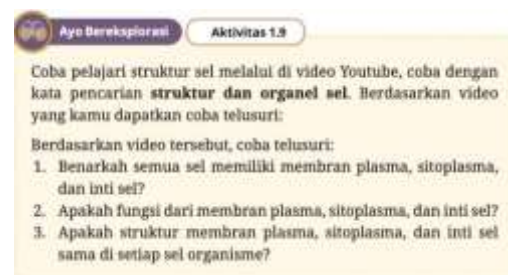 Ayo Bereksplorasi
Aktivitas 1.9
Coba pelajari struktur sel melalui di video Youtube, coba dengan
kata pencarian struktur dan organel sel. Berdasarkan video
yang kamu dapatkan coba telusuri:
Berdasarkan video tersebut, coba telusuri:
1. Benarkah semua sel memiliki membran plasma, sitoplasma,
dan inti sel?
2. Apakah fungsi dari membran plasma, sitoplasma, dan inti sel?
3. Apakah struktur membran plasma, sitoplasma, dan inti sel
sama di setiap sel organisme?